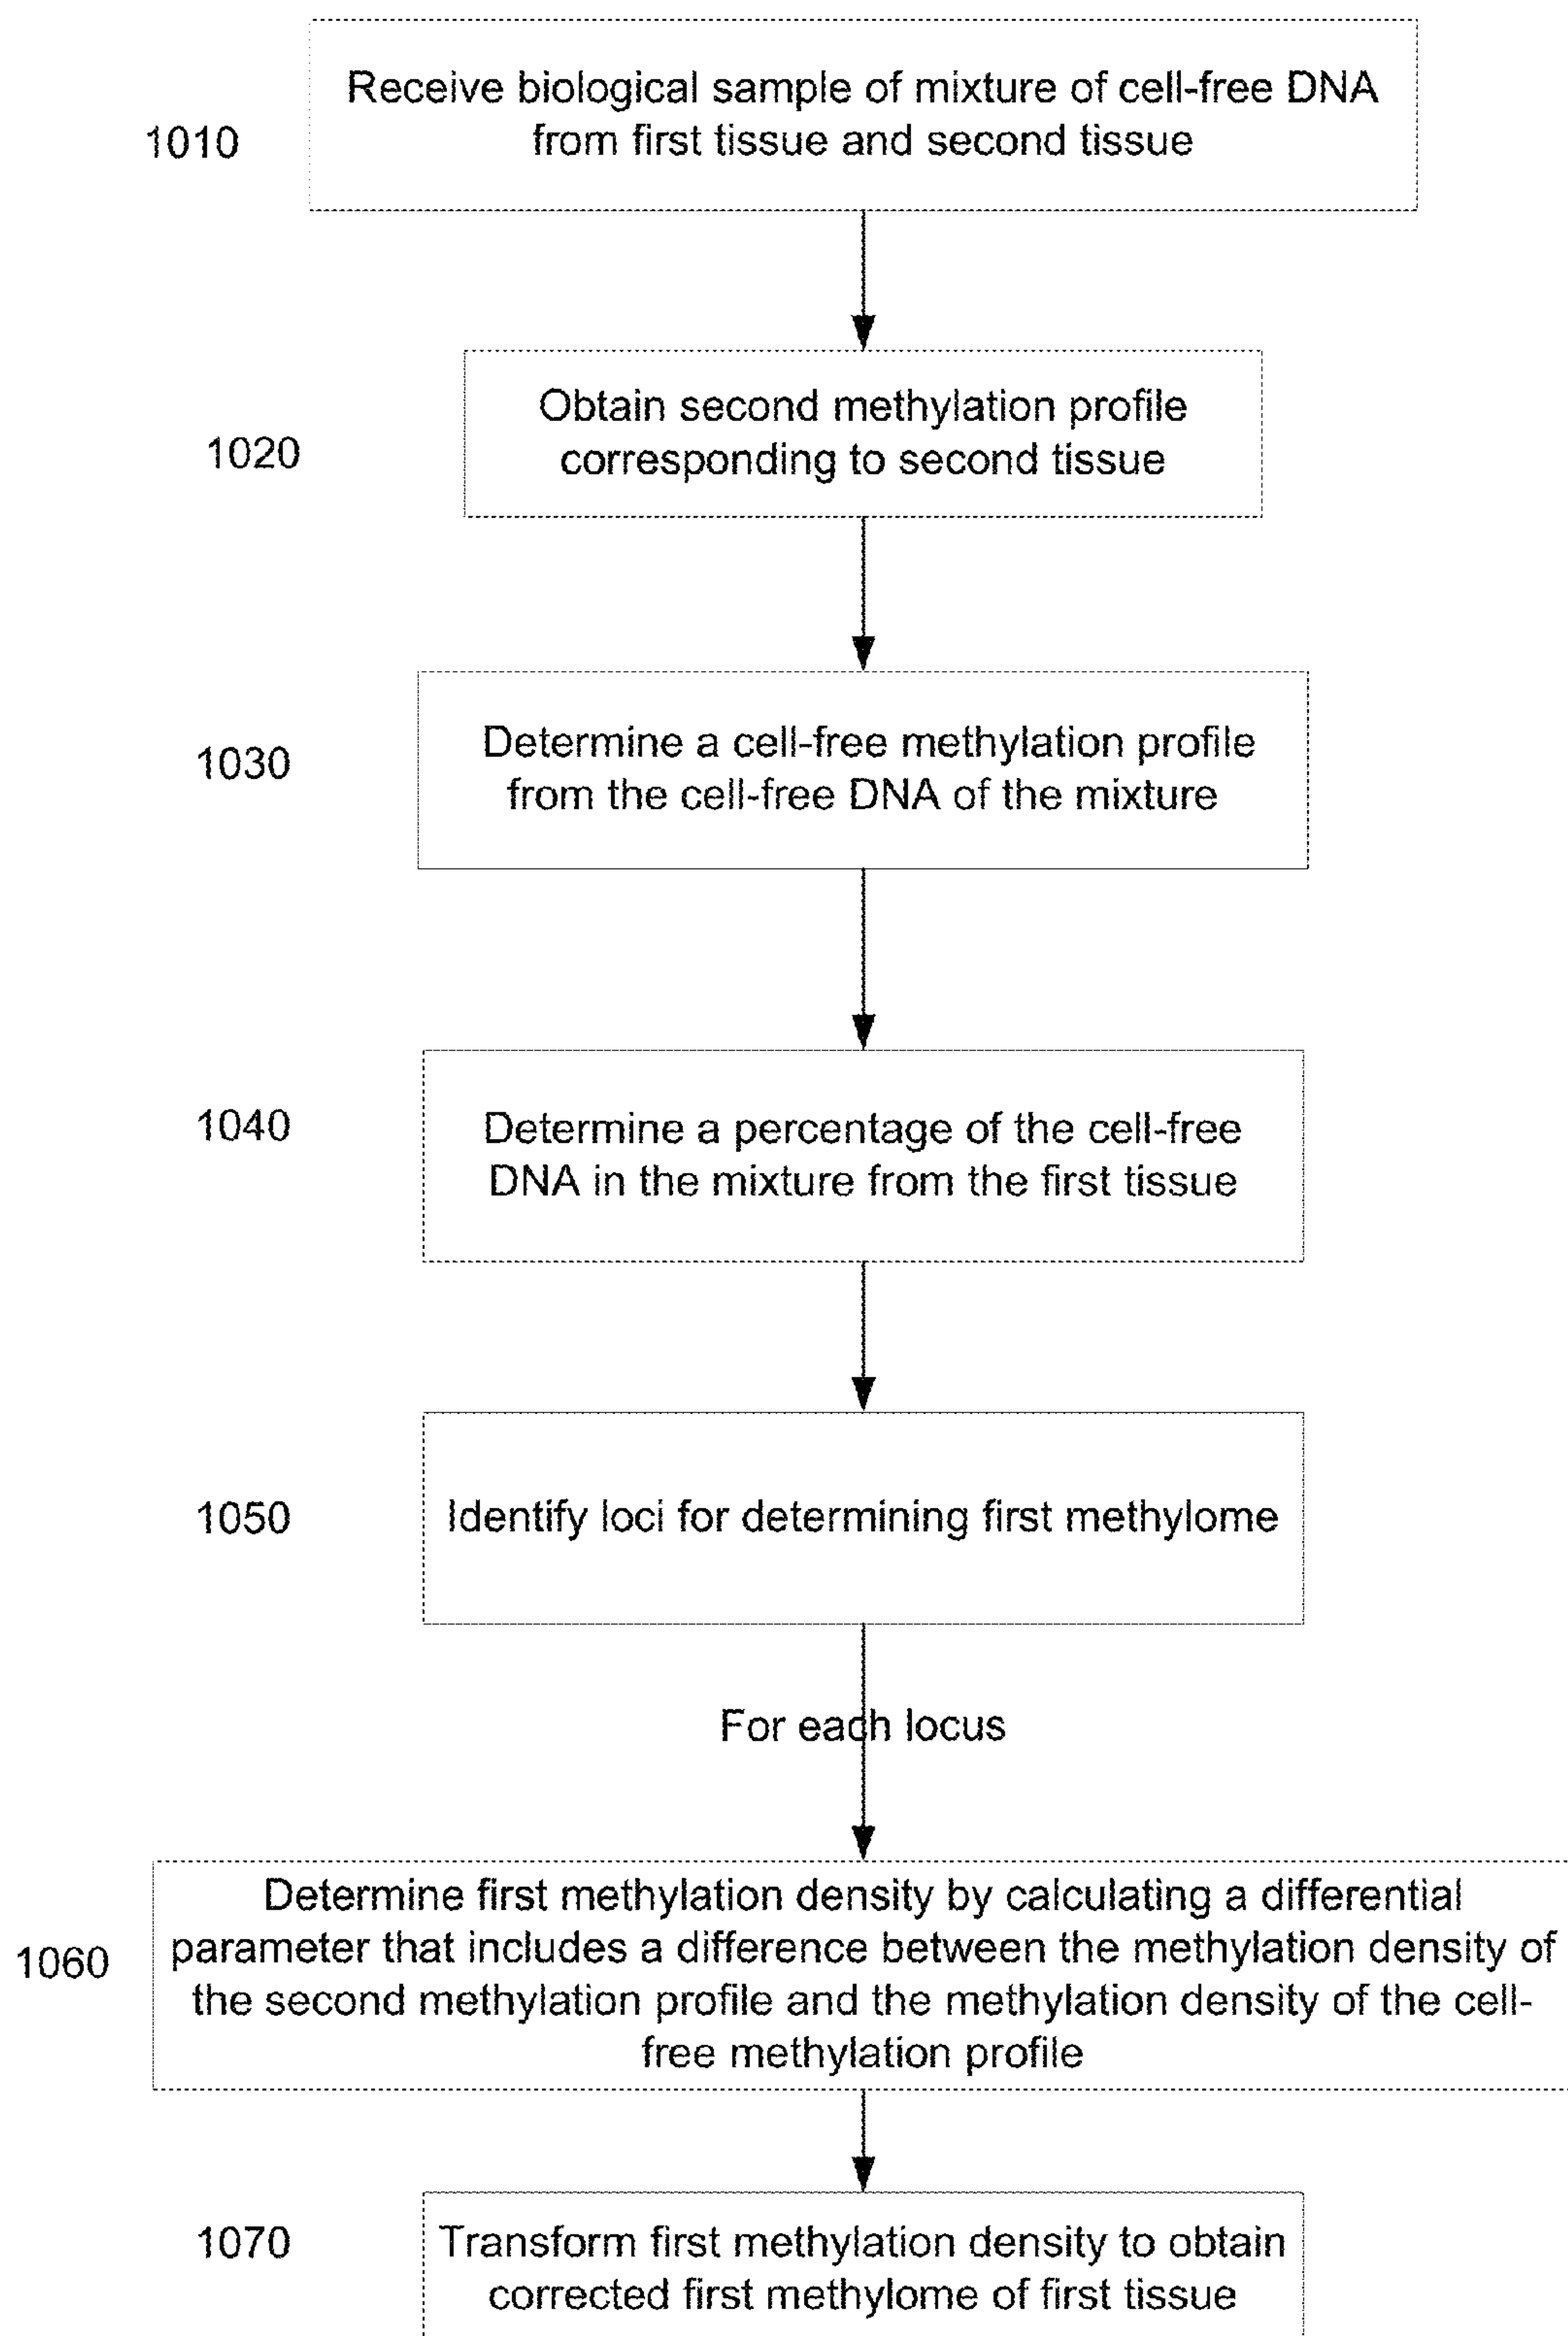 Receive biological sample of mixture of cell-free DNA
from first tissue and second tissue
1010
Obtain second methylation profile
corresponding to second tissue
1020
Determine a cell-free methylation profile
from the cell-free DNA of the mixture
1030
Determine a percentage of the cell-free
DNA in the mixture from the first tissue
1040
Identify loci for determining first methylome
1050
For each locus
Determine first methylation density by calculating a differential
parameter that includes a difference between the methylation density of
the second methylation profile and the methylation density of the cell-
free methylation profile
1060
Transform first methylation density to obtain
corrected first methylome of first tissue
1070